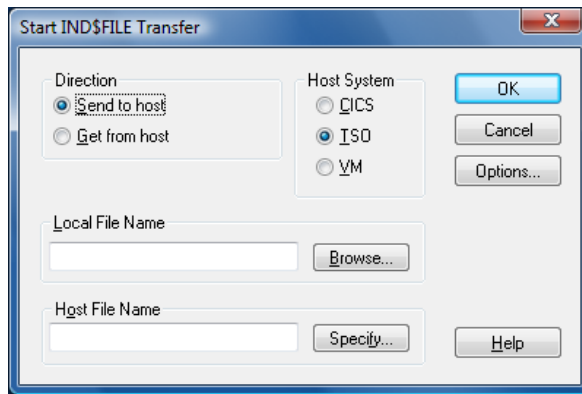 Start IND$FILE Transfer
Direction
Send to host
Get from host
Host System
CICS
TSO
VM
OK
Cancel
Options...
Local File Name
Browse...
Host File Name
Specify...
Help